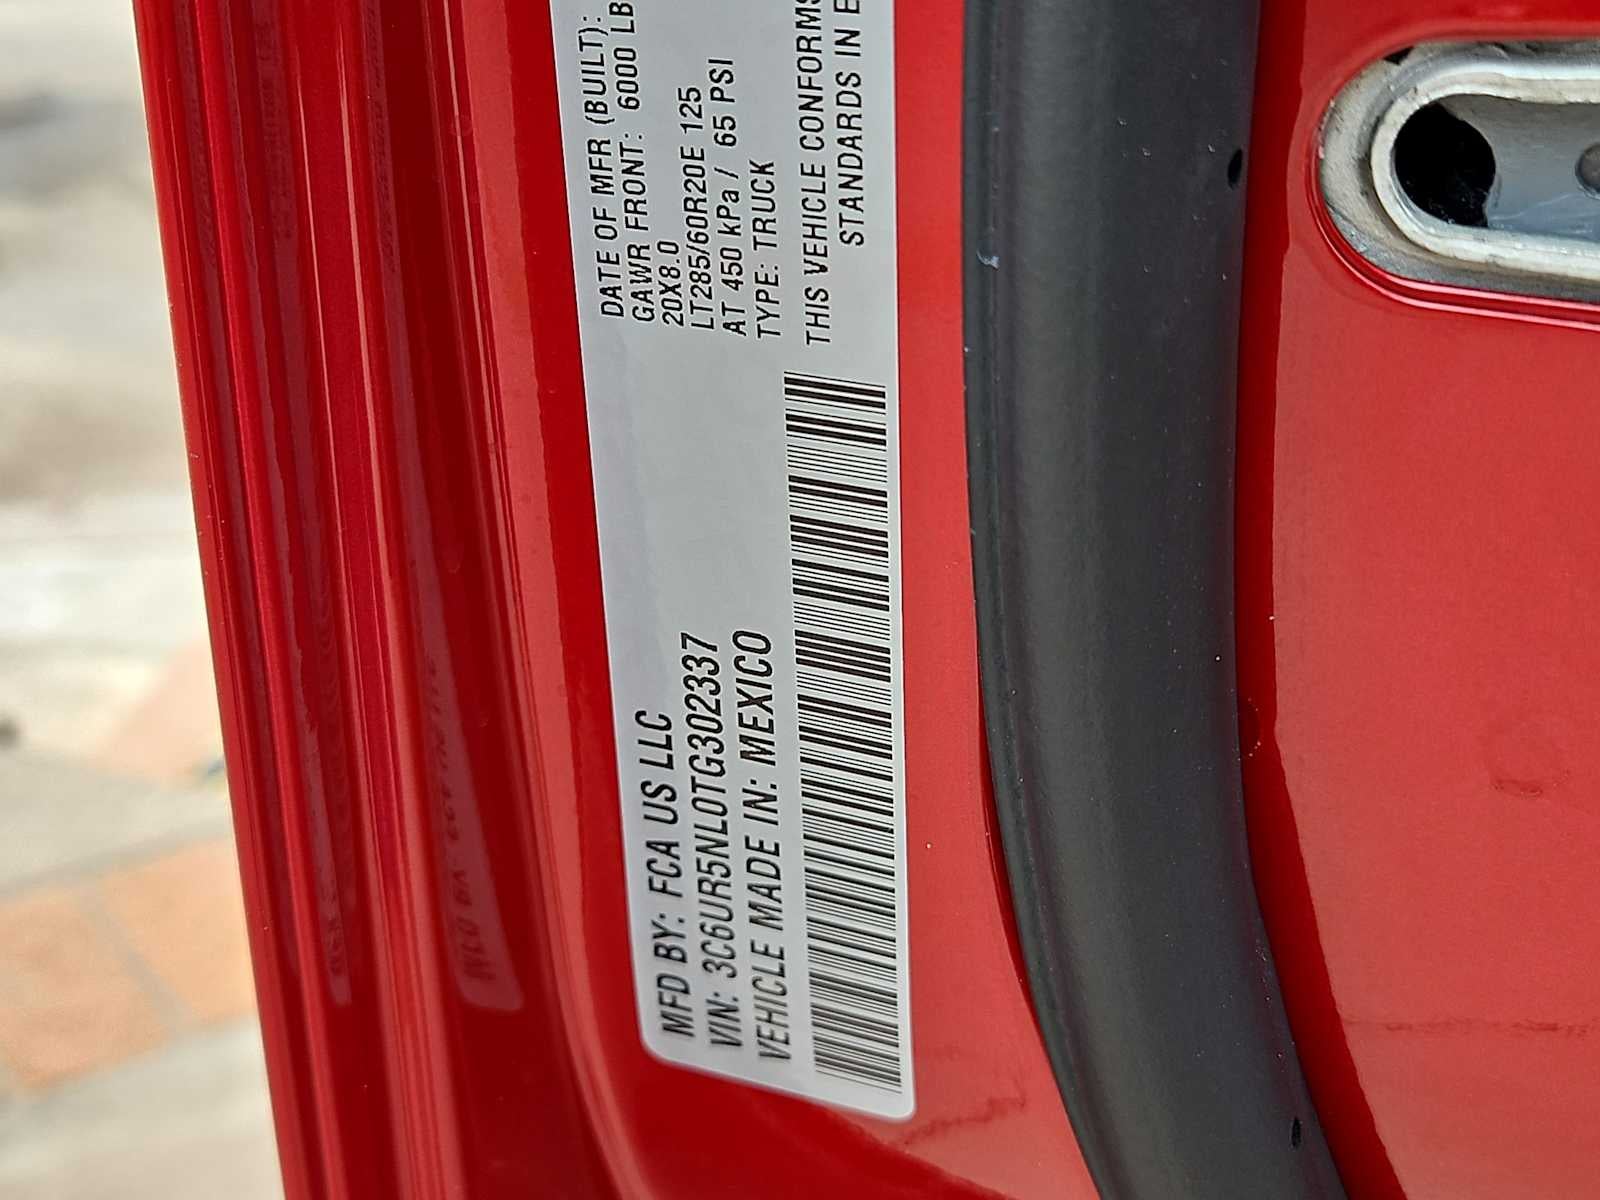 MFD BY: FCA US LLC
VIN: 3C6UR5NL0TG302337
VEHICLE MADE IN: MEXICO
DATE OF MFR (BUILT):
GAWR FRONT: 6000 LB
20X8.0
LT285/60R20E 125
AT 450 kPa / 65 PSI
TYPE: TRUCK
THIS VEHICLE CONFORMS
STANDARDS IN E